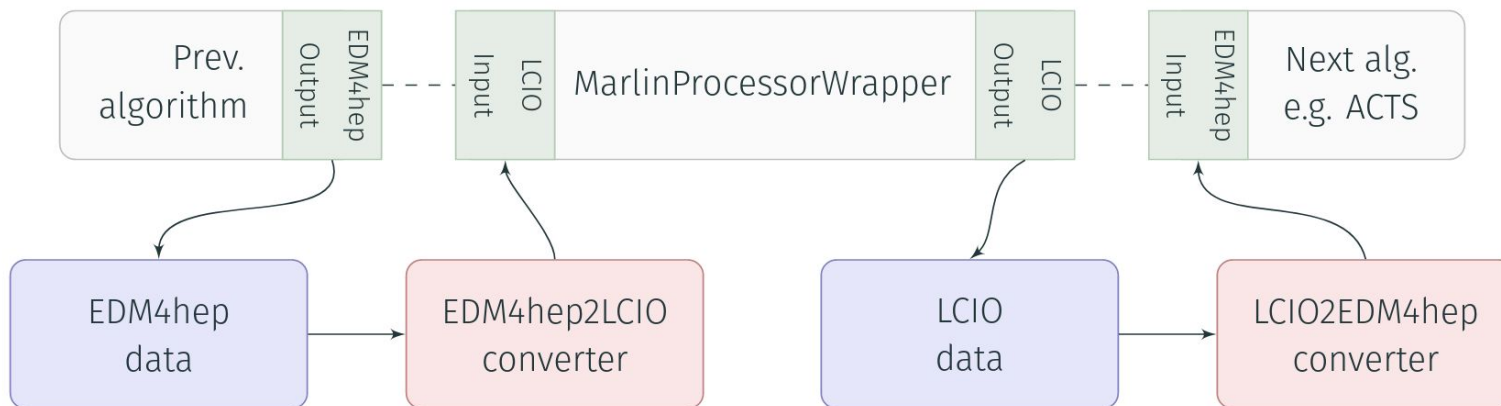 Prev.
algorithm
EDM4hep
Output
LCIO
Input
MarlinProcessorWrapper
LCIO
Output
EDM4hep
Input
Next alg.
e.g. ACTS
EDM4hep
data
EDM4hep2LCIO
converter
LCIO
data
LCIO2EDM4hep
converter